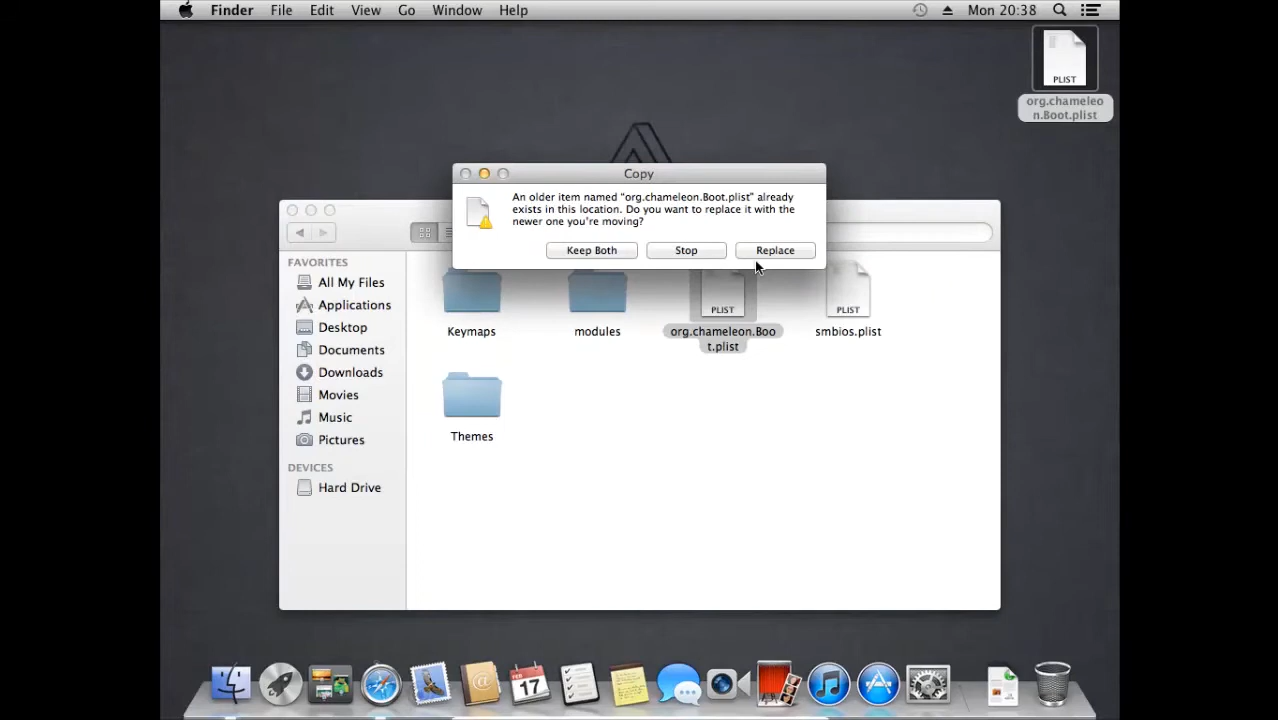 Finder File Edit View Go Window Help
Mon 20:38
PLIST
org.chameleo
n.Boot.plist
Copy
An older item named “org.chameleon.Boot.plist” already
exists in this location. Do you want to replace it with the
newer one you're moving?
Keep Both Stop Replace
FAVORITES
All My Files
Applications
Desktop
Documents
Downloads
Movies
Music
Pictures
DEVICES
Hard Drive
PLIST
PLIST
Keymaps
modules
org.chameleon.Boo
t.plist
smbios.plist
Themes
FEB
17